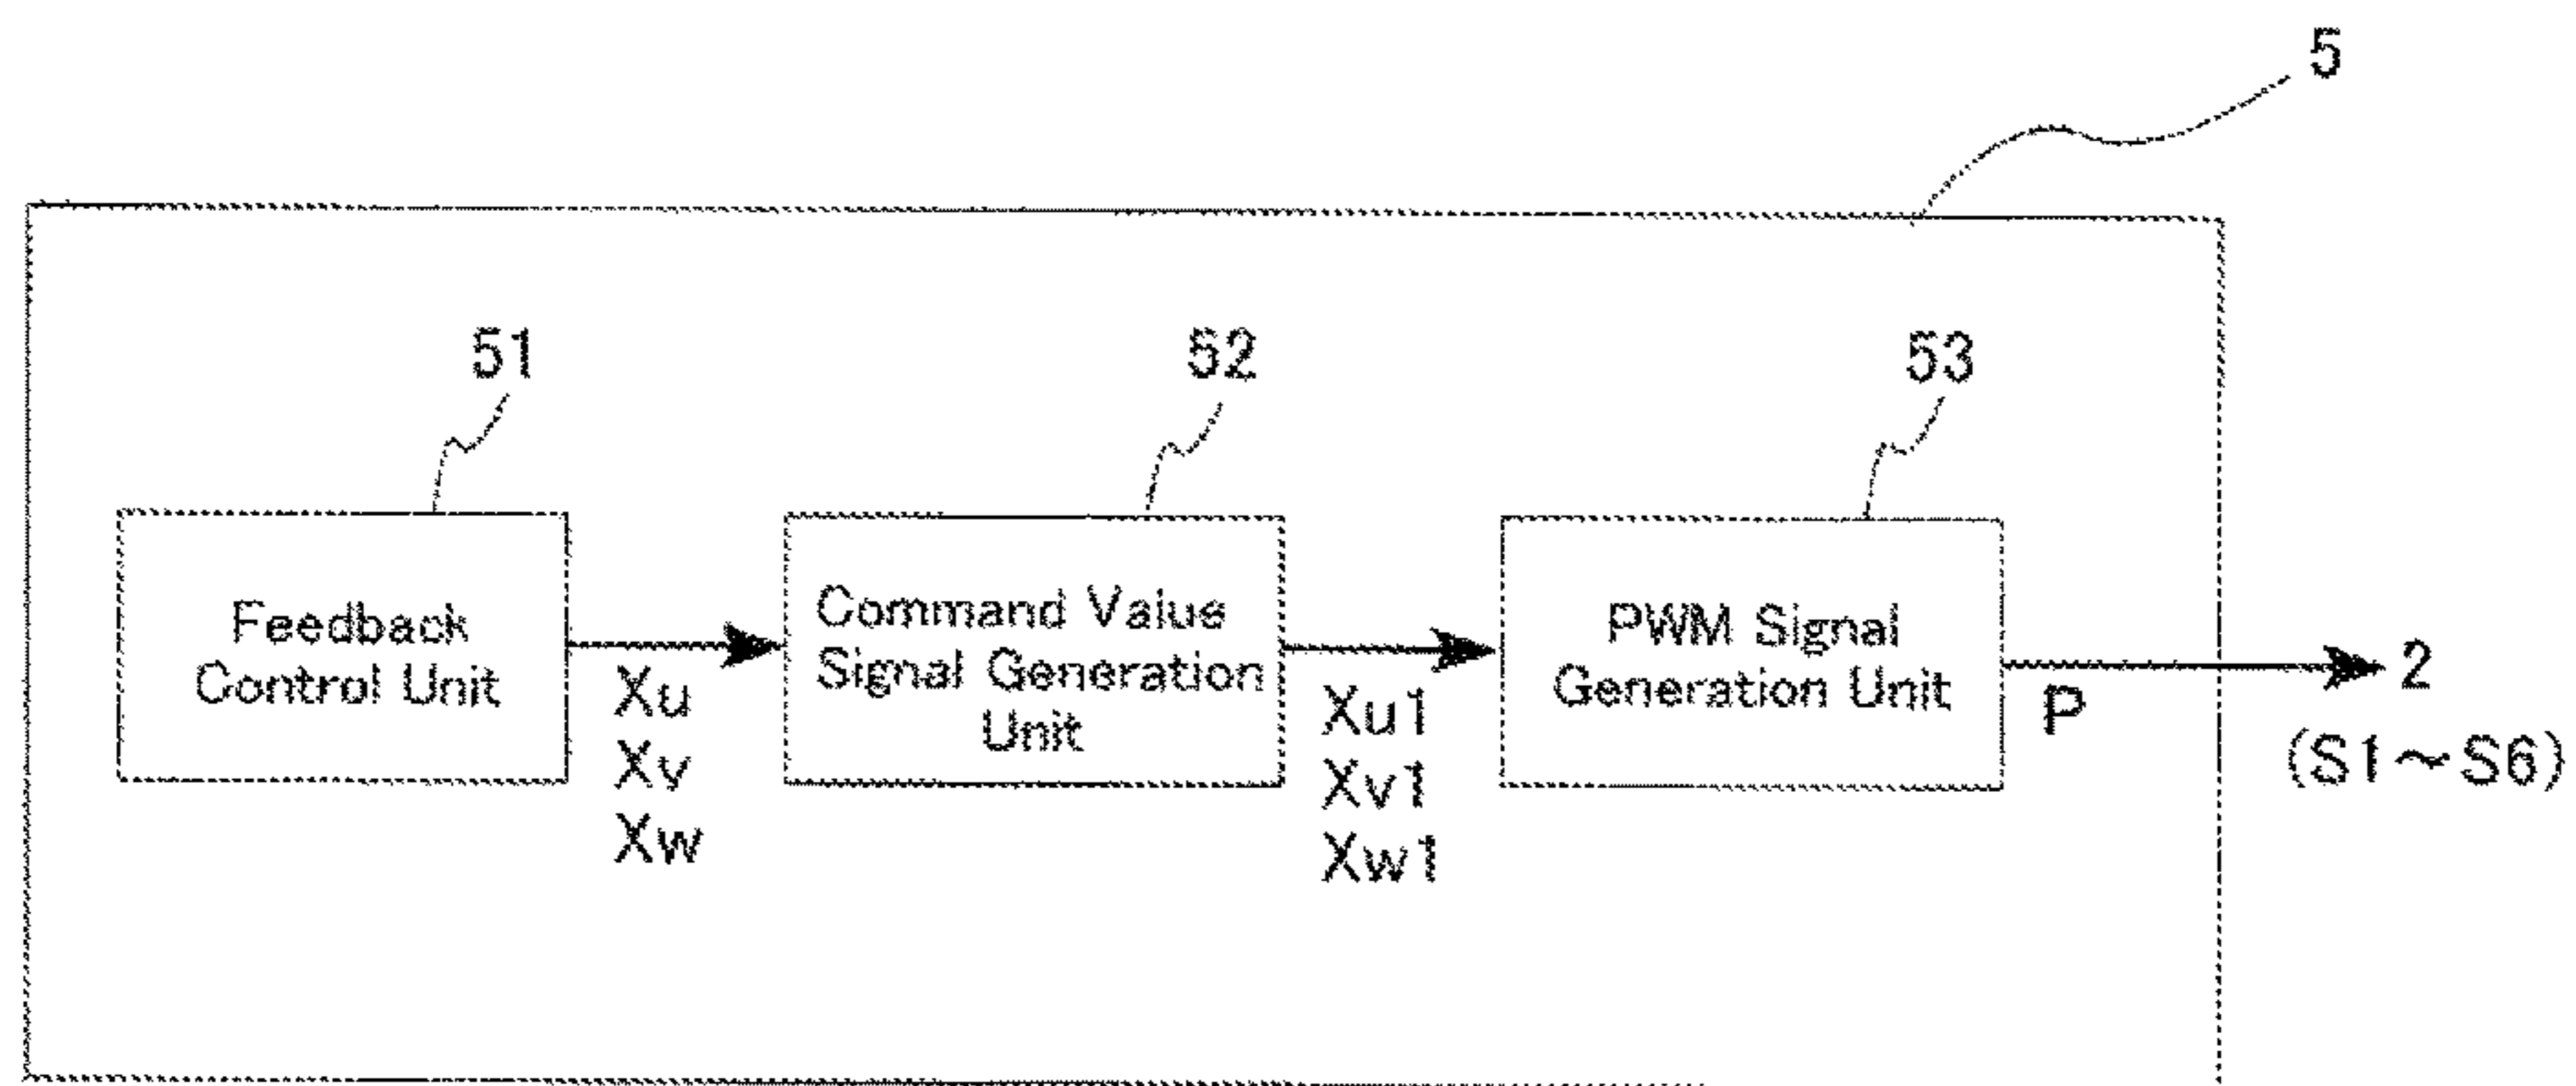 5
51
52
53
Feedback
Control Unit
Xu
Xv
Xw
Command Value
Signal Generation
Unit
Xu1
Xv1
Xw1
PWM Signal
Generation Unit
P
2
(S1～S6)